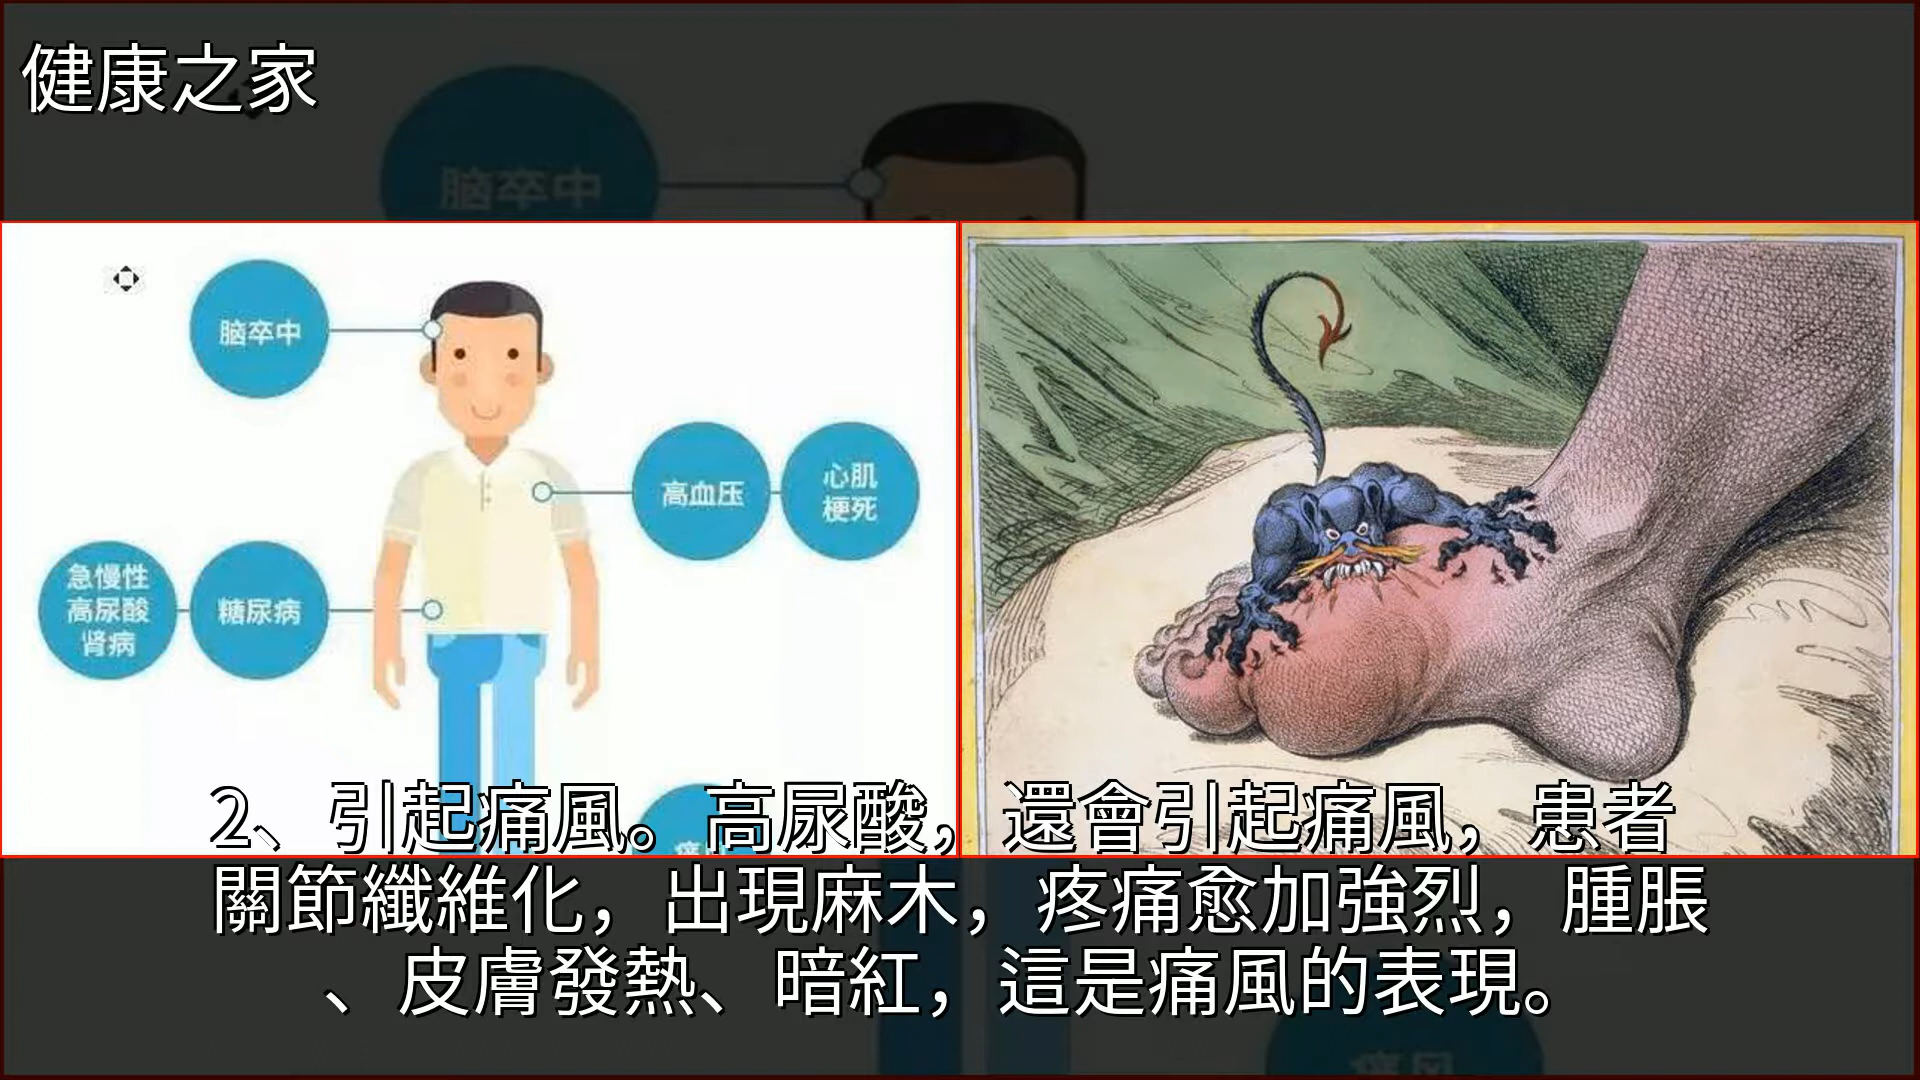 健康之家
脑卒中
脑卒中
高血压
心肌
梗死
急慢性
高尿酸
肾病
糖尿病
2、引起痛風。高尿酸，還會引起痛風，患者
關節纖維化，出現麻木，疼痛愈加強烈，腫脹
、皮膚發熱、暗紅，這是痛風的表現。